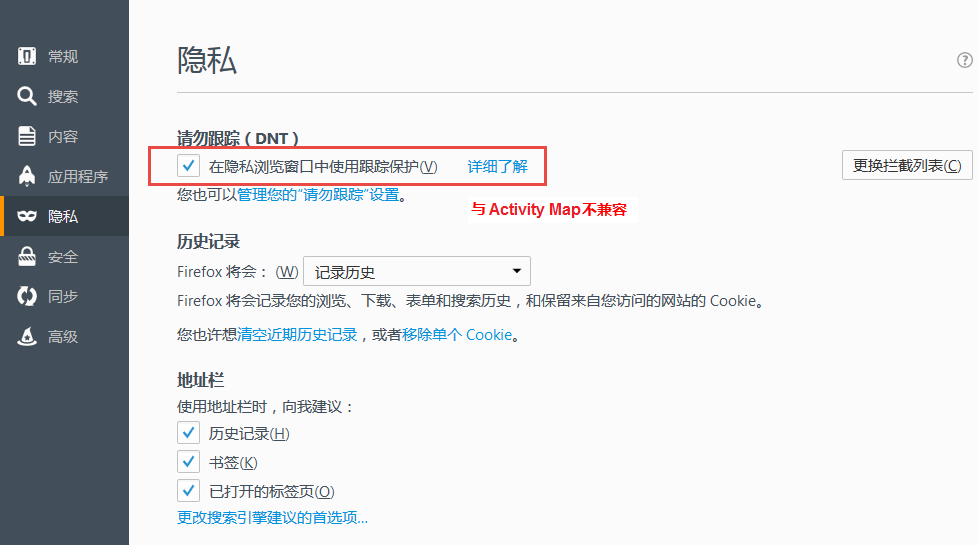 常规
搜索
内容
应用程序
隐私
安全
同步
高级
隐私
?
请勿跟踪（DNT）
在隐私浏览窗口中使用跟踪保护(V) 详细了解
更换拦截列表(C)
您也可以管理您的“请勿跟踪”设置。
与 Activity Map不兼容
历史记录
Firefox 将会： (W) 记录历史
Firefox 将会记录您的浏览、下载、表单和搜索历史，和保留来自您访问的网站的 Cookie。
您也许想清空近期历史记录，或者移除单个 Cookie。
地址栏
使用地址栏时，向我建议：
历史记录(H)
书签(K)
已打开的标签页(O)
更改搜索引擎建议的首选项...